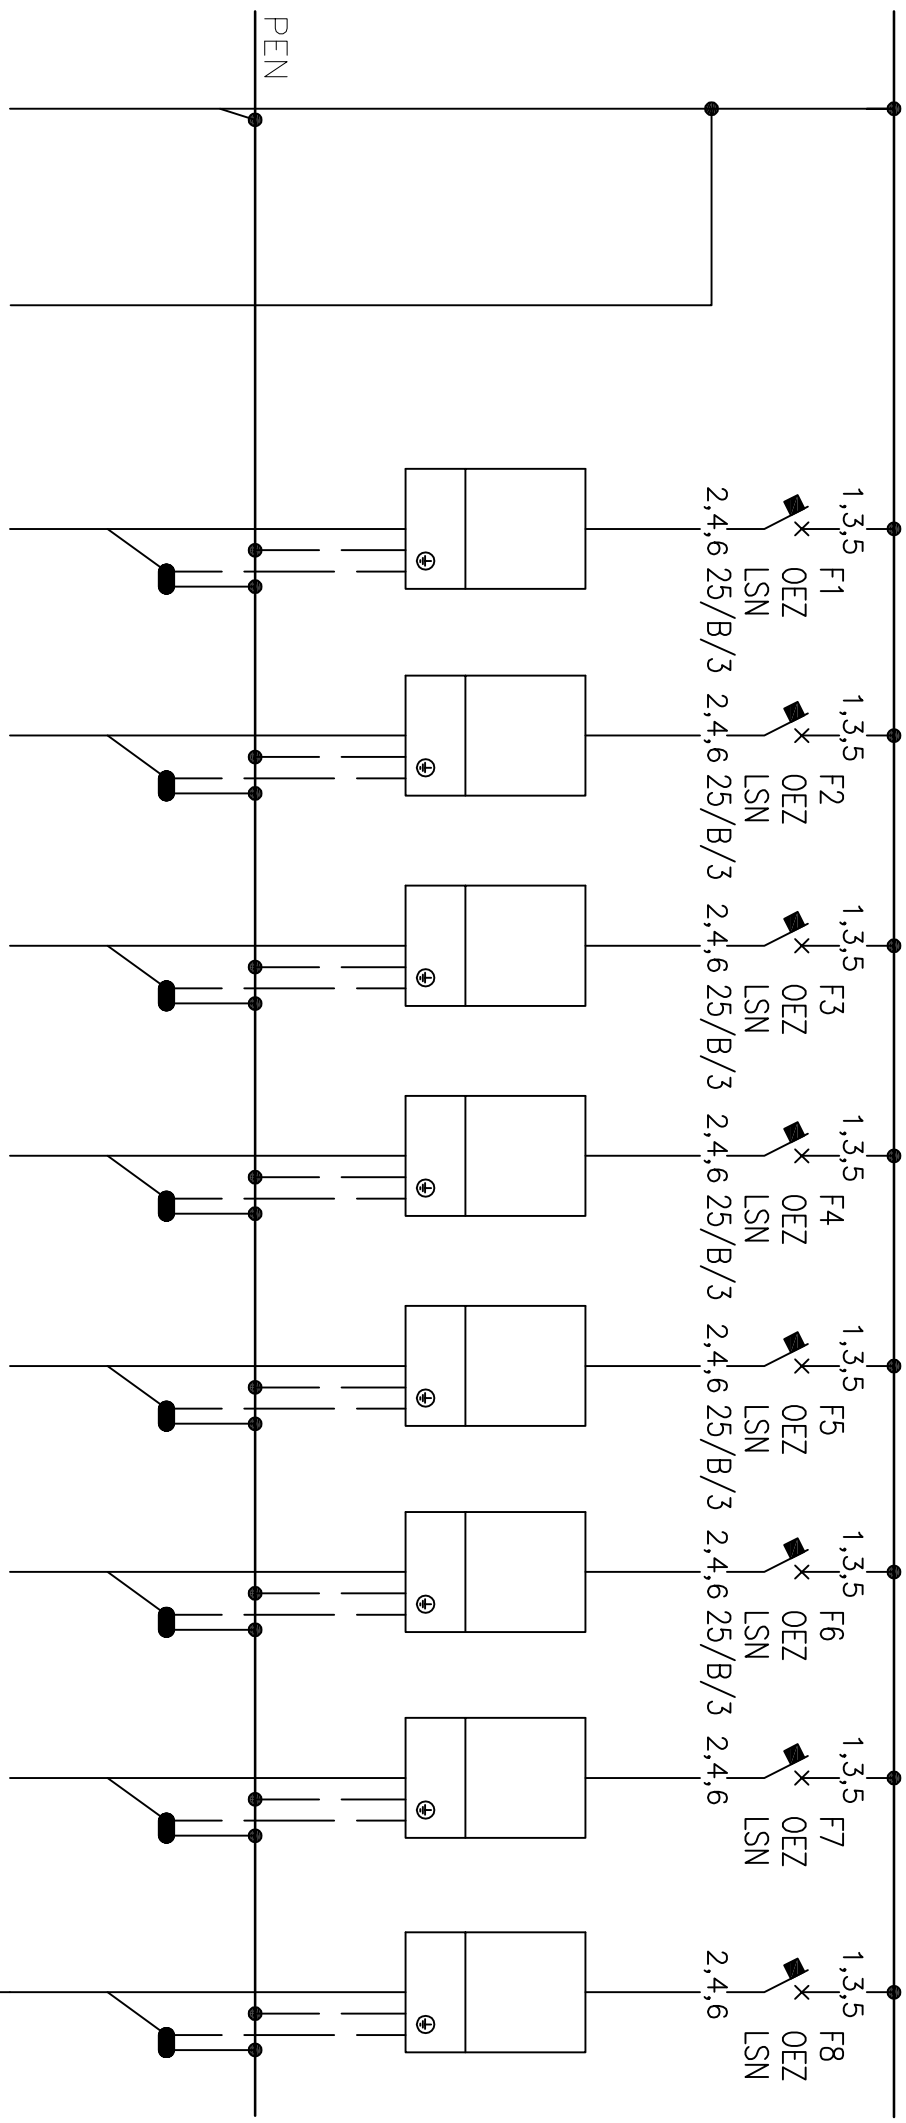 PEN
1,3,5
F1
OEZ
LSN
2,4,6 25/B/3
1,3,5
F2
OEZ
LSN
2,4,6 25/B/3
1,3,5
F3
OEZ
LSN
2,4,6 25/B/3
1,3,5
F4
OEZ
LSN
2,4,6 25/B/3
1,3,5
F5
OEZ
LSN
2,4,6 25/B/3
1,3,5
F6
OEZ
LSN
2,4,6 25/B/3
1,3,5
F7
OEZ
LSN
2,4,6
1,3,5
F8
OEZ
LSN
2,4,6